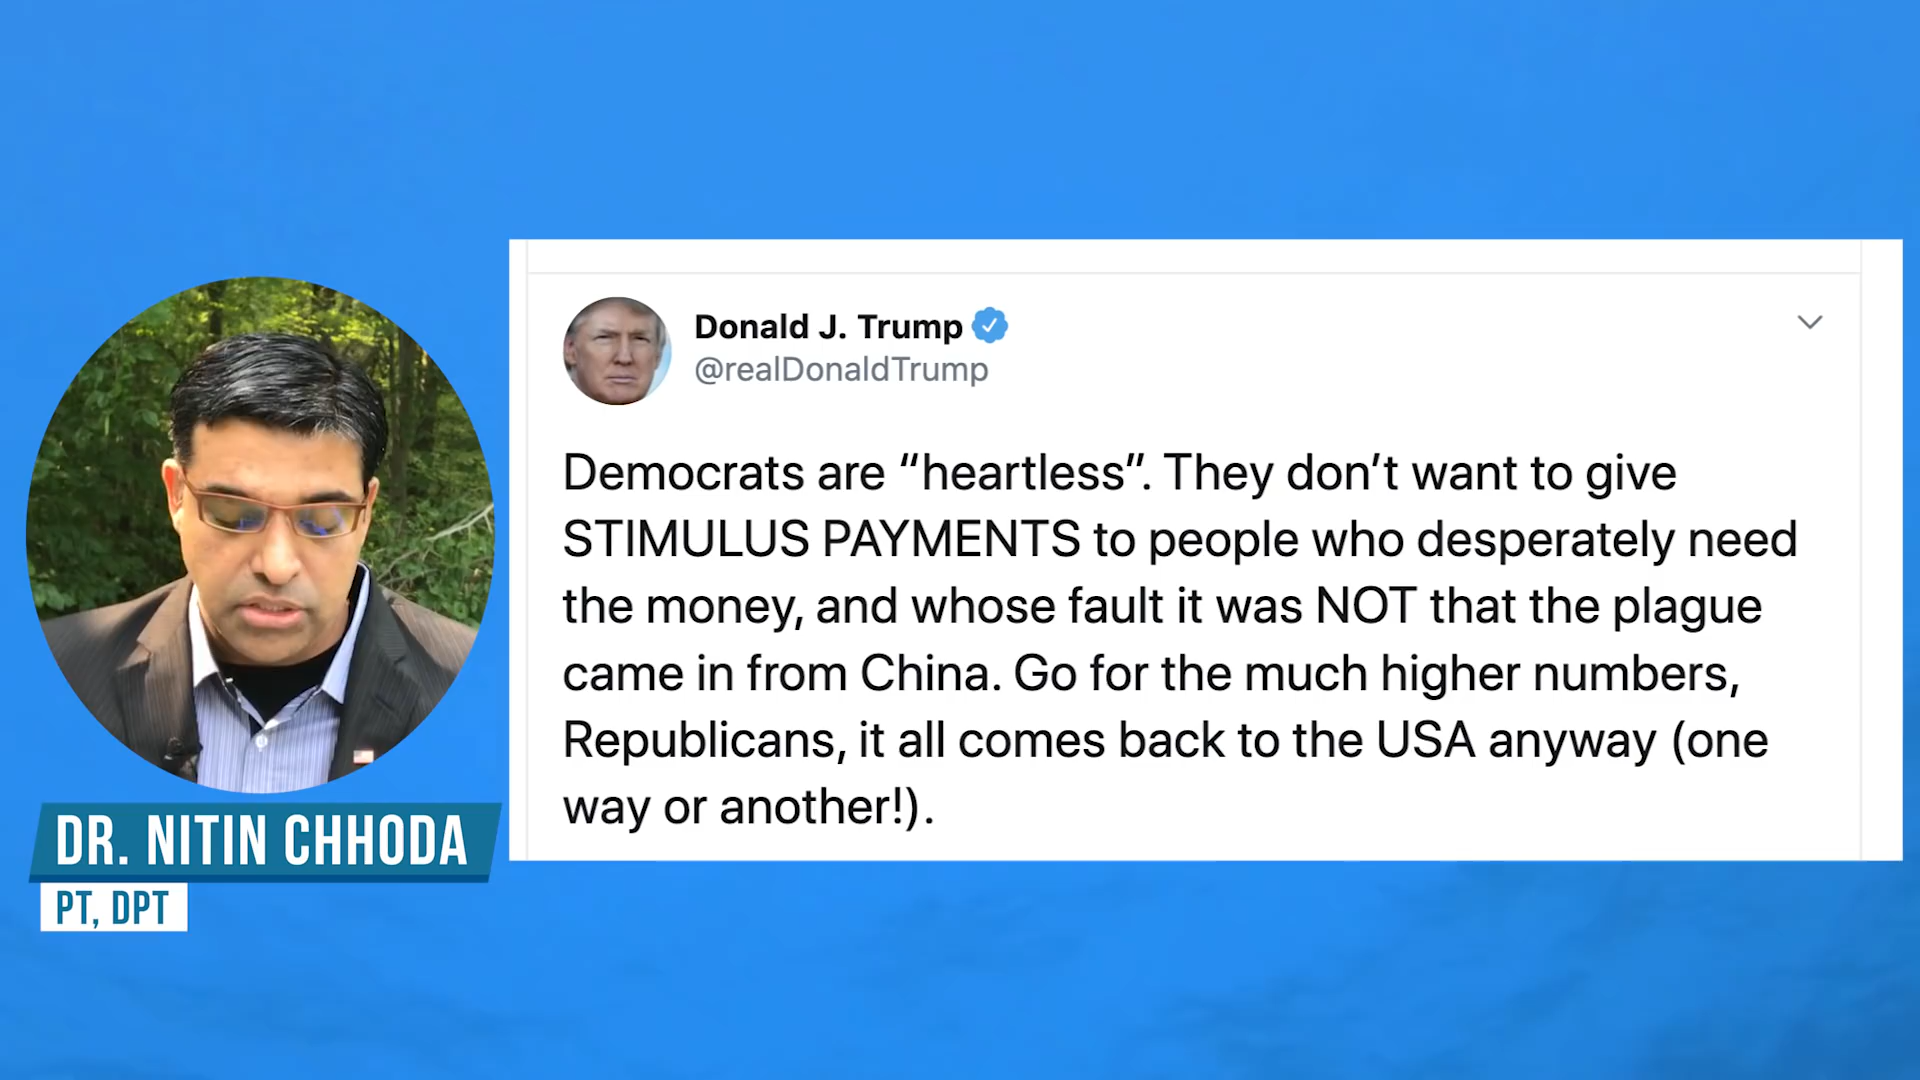 Donald J. Trump
@realDonaldTrump
Democrats are “heartless”. They don’t want to give
STIMULUS PAYMENTS to people who desperately need
the money, and whose fault it was NOT that the plague
came in from China. Go for the much higher numbers,
Republicans, it all comes back to the USA anyway (one
way or another!).
DR. NITIN CHHODA
PT, DPT